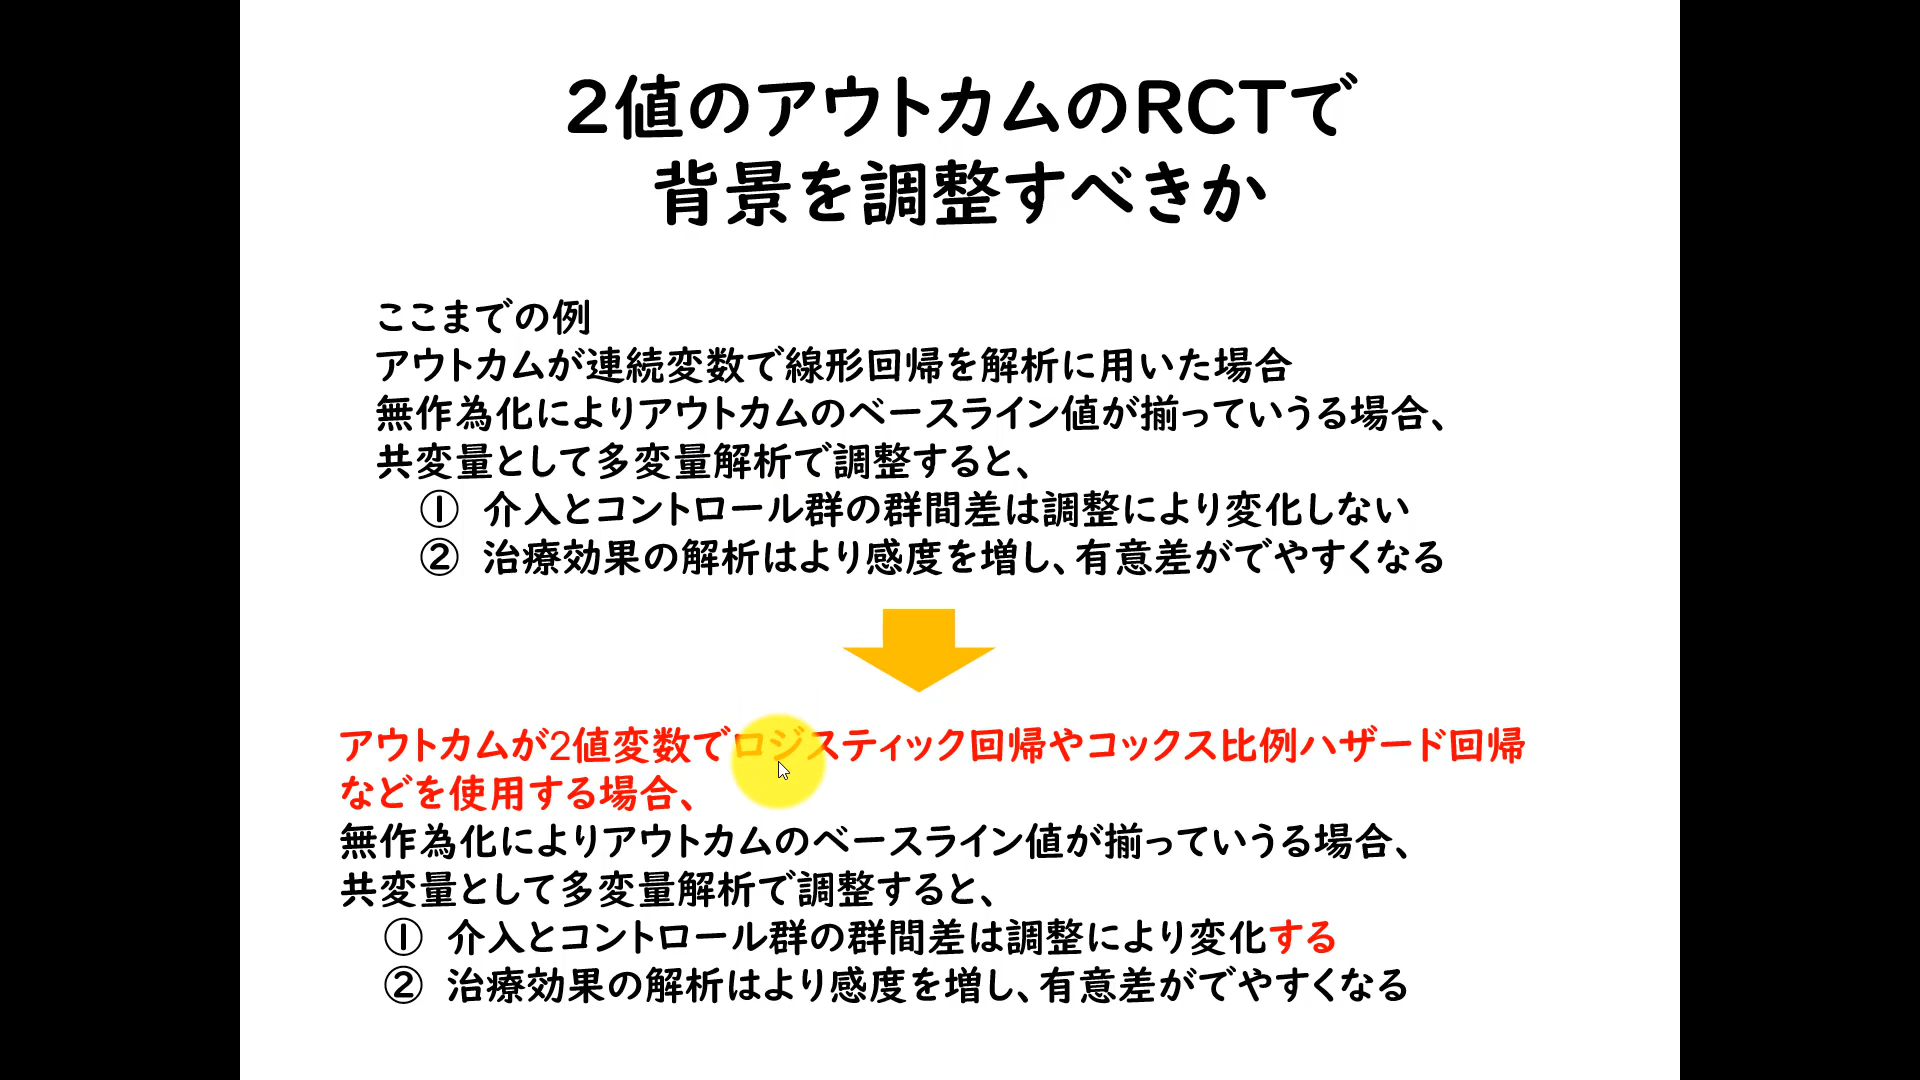 2値のアウトカムのRCTで
背景を調整すべきか
ここまでの例
アウトカムが連続変数で線形回帰を解析に用いた場合
無作為化によりアウトカムのベースライン値が揃っていうる場合、
共変量として多変量解析で調整すると、
① 介入とコントロール群の群間差は調整により変化しない
② 治療効果の解析はより感度を増し、有意差がでやすくなる
アウトカムが2値変数でロジスティック回帰やコックス比例ハザード回帰
などを使用する場合、
無作為化によりアウトカムのベースライン値が揃っていうる場合、
共変量として多変量解析で調整すると、
① 介入とコントロール群の群間差は調整により変化する
② 治療効果の解析はより感度を増し、有意差がでやすくなる